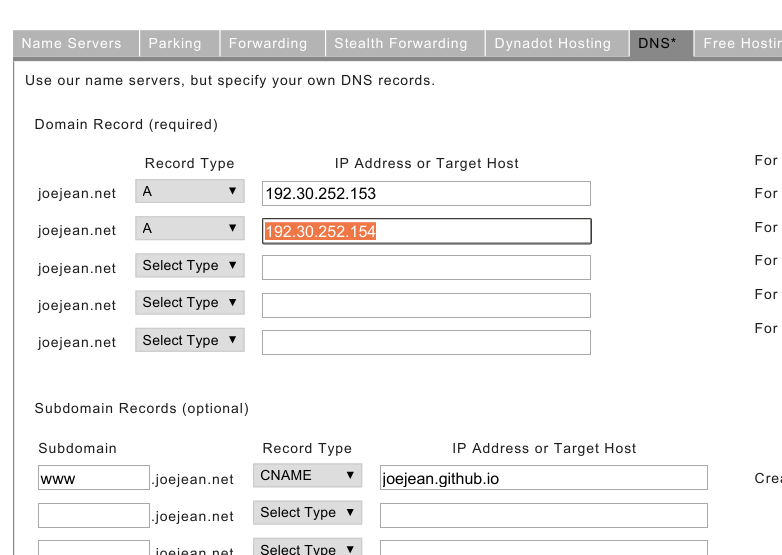 Name Servers Parking Forwarding Stealth Forwarding Dynadot Hosting DNS* Free
Use our name servers, but specify your own DNS records.
Domain Record (required)
Record Type IP Address or Target Host For
joejean.net A ▼ 192.30.252.153 For
joejean.net A ▼ 192.30.252.154 For
joejean.net Select Type ▼ For
joejean.net Select Type ▼ For
joejean.net Select Type ▼ For
Subdomain Records (optional)
Subdomain Record Type IP Address or Target Host
www .joejean.net CNAME ▼ joejean.github.io
.joejean.net Select Type ▼
.joejean.net Select Type ▼